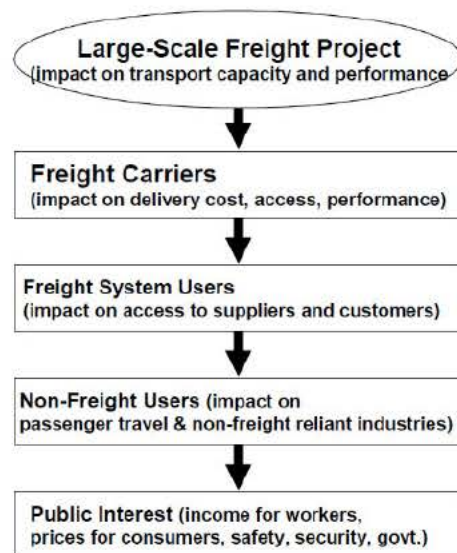 Large-Scale Freight Project
(impact on transport capacity and performance
Freight Carriers
(impact on delivery cost, access, performance)
Freight System Users
(impact on access to suppliers and customers)
Non-Freight Users (impact on
passenger travel & non-freight reliant industries)
Public Interest (income for workers,
prices for consumers, safety, security, govt.)